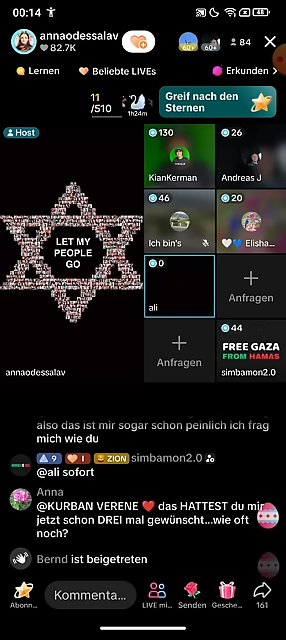 00:14
48
annaodessalav
82.7K
60+
60+
84
Lernen
Beliebte LIVEs
Erkunden
11
/510
1h24m
Greif nach den
Sternen
Host
130
26
KianKerman
Andreas J
LET MY
PEOPLE
GO
46
20
Ich bin's
Elisha...
0
ali
Anfragen
Anfragen
44
FREE GAZA
FROM HAMAS
simbamon2.0
annaodessalav
also das ist mir sogar schon peinlich ich frag
mich wie du
9 1 ZION simbamon2.0
@ali sofort
Anna
@KURBAN VERENE ❤️ das HATTEST du mir
jetzt schon DREI mal gewünscht...wie oft
noch?
Bernd ist beigetreten
Kommenta...
Abonn...
LIVE mi...
Senden
Gesche...
161